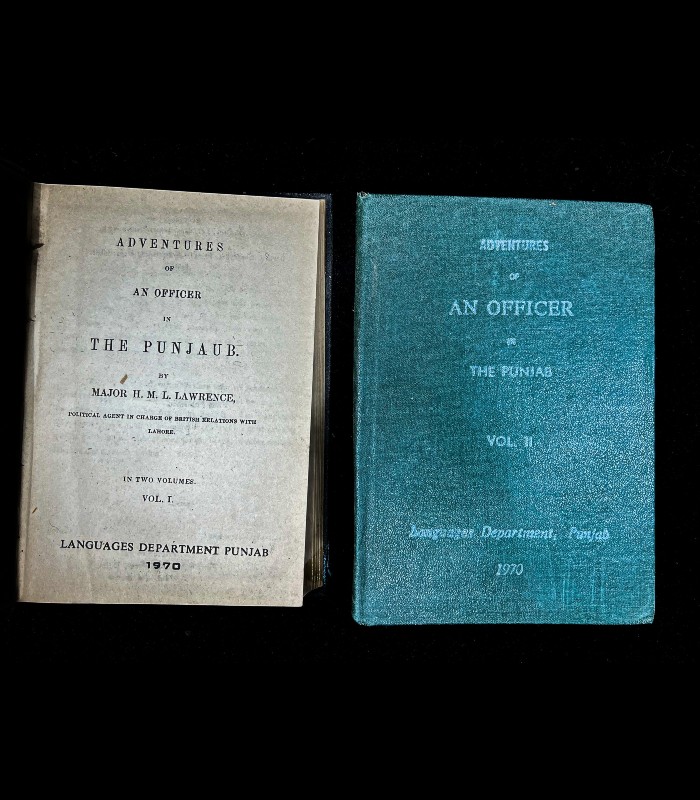 ADVENTURES
OF
AN OFFICER
IN
THE PUNJAUB.
BY
MAJOR H. M. L. LAWRENCE,
POLITICAL AGENT IN CHARGE OF BRITISH RELATIONS WITH
LAHORE.
IN TWO VOLUMES.
VOL. I.
LANGUAGES DEPARTMENT PUNJAB
1970
ADVENTURES
OF
AN OFFICER
IN
THE PUNJAB
VOL. II
Languages Department, Punjab
1970